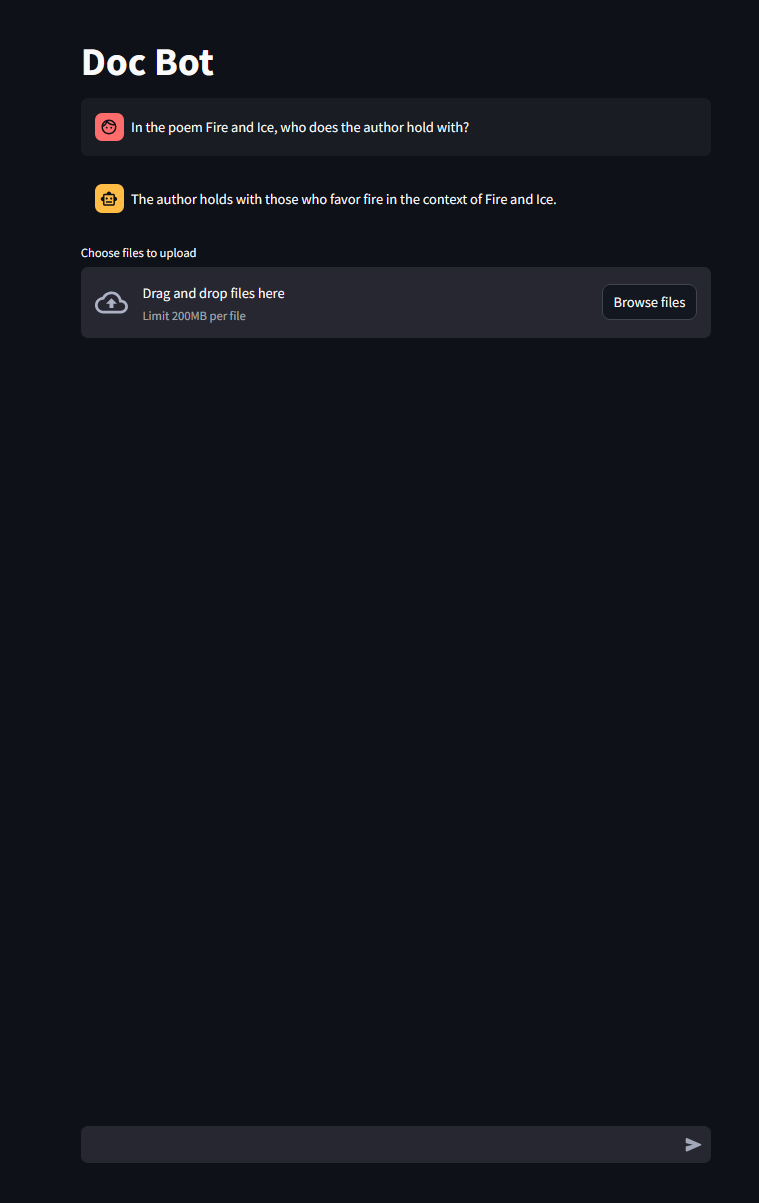 Doc Bot
In the poem Fire and Ice, who does the author hold with?
The author holds with those who favor fire in the context of Fire and Ice.
Choose files to upload
Drag and drop files here
Limit 200MB per file
Browse files